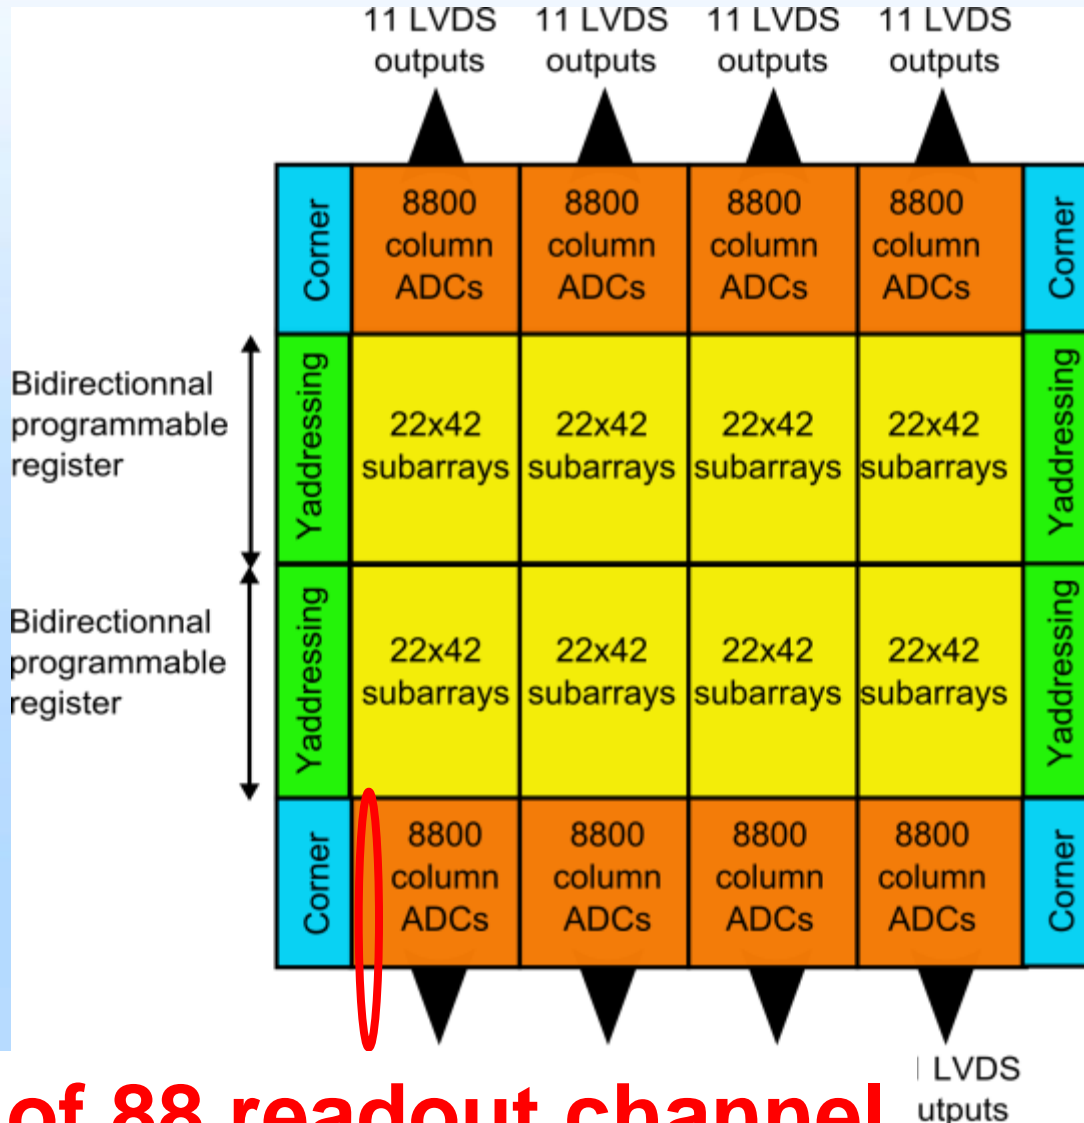 11 LVDS 11 LVDS 11 LVDS 11 LVDS
outputs outputs outputs outputs
Corner
8800 8800 8800 8800
column column column column
ADCs ADCs ADCs ADCs
Corner
Bidirectionnal
programmable
register
Yaddressing
22x42 22x42 22x42 22x42
subarrays subarrays subarrays subarrays
Yaddressing
Bidirectionnal
programmable
register
Yaddressing
22x42 22x42 22x42 22x42
subarrays subarrays subarrays subarrays
Yaddressing
Corner
8800 8800 8800 8800
column column column column
ADCs ADCs ADCs ADCs
Corner
LVDS
utputs
of 88 readout channel